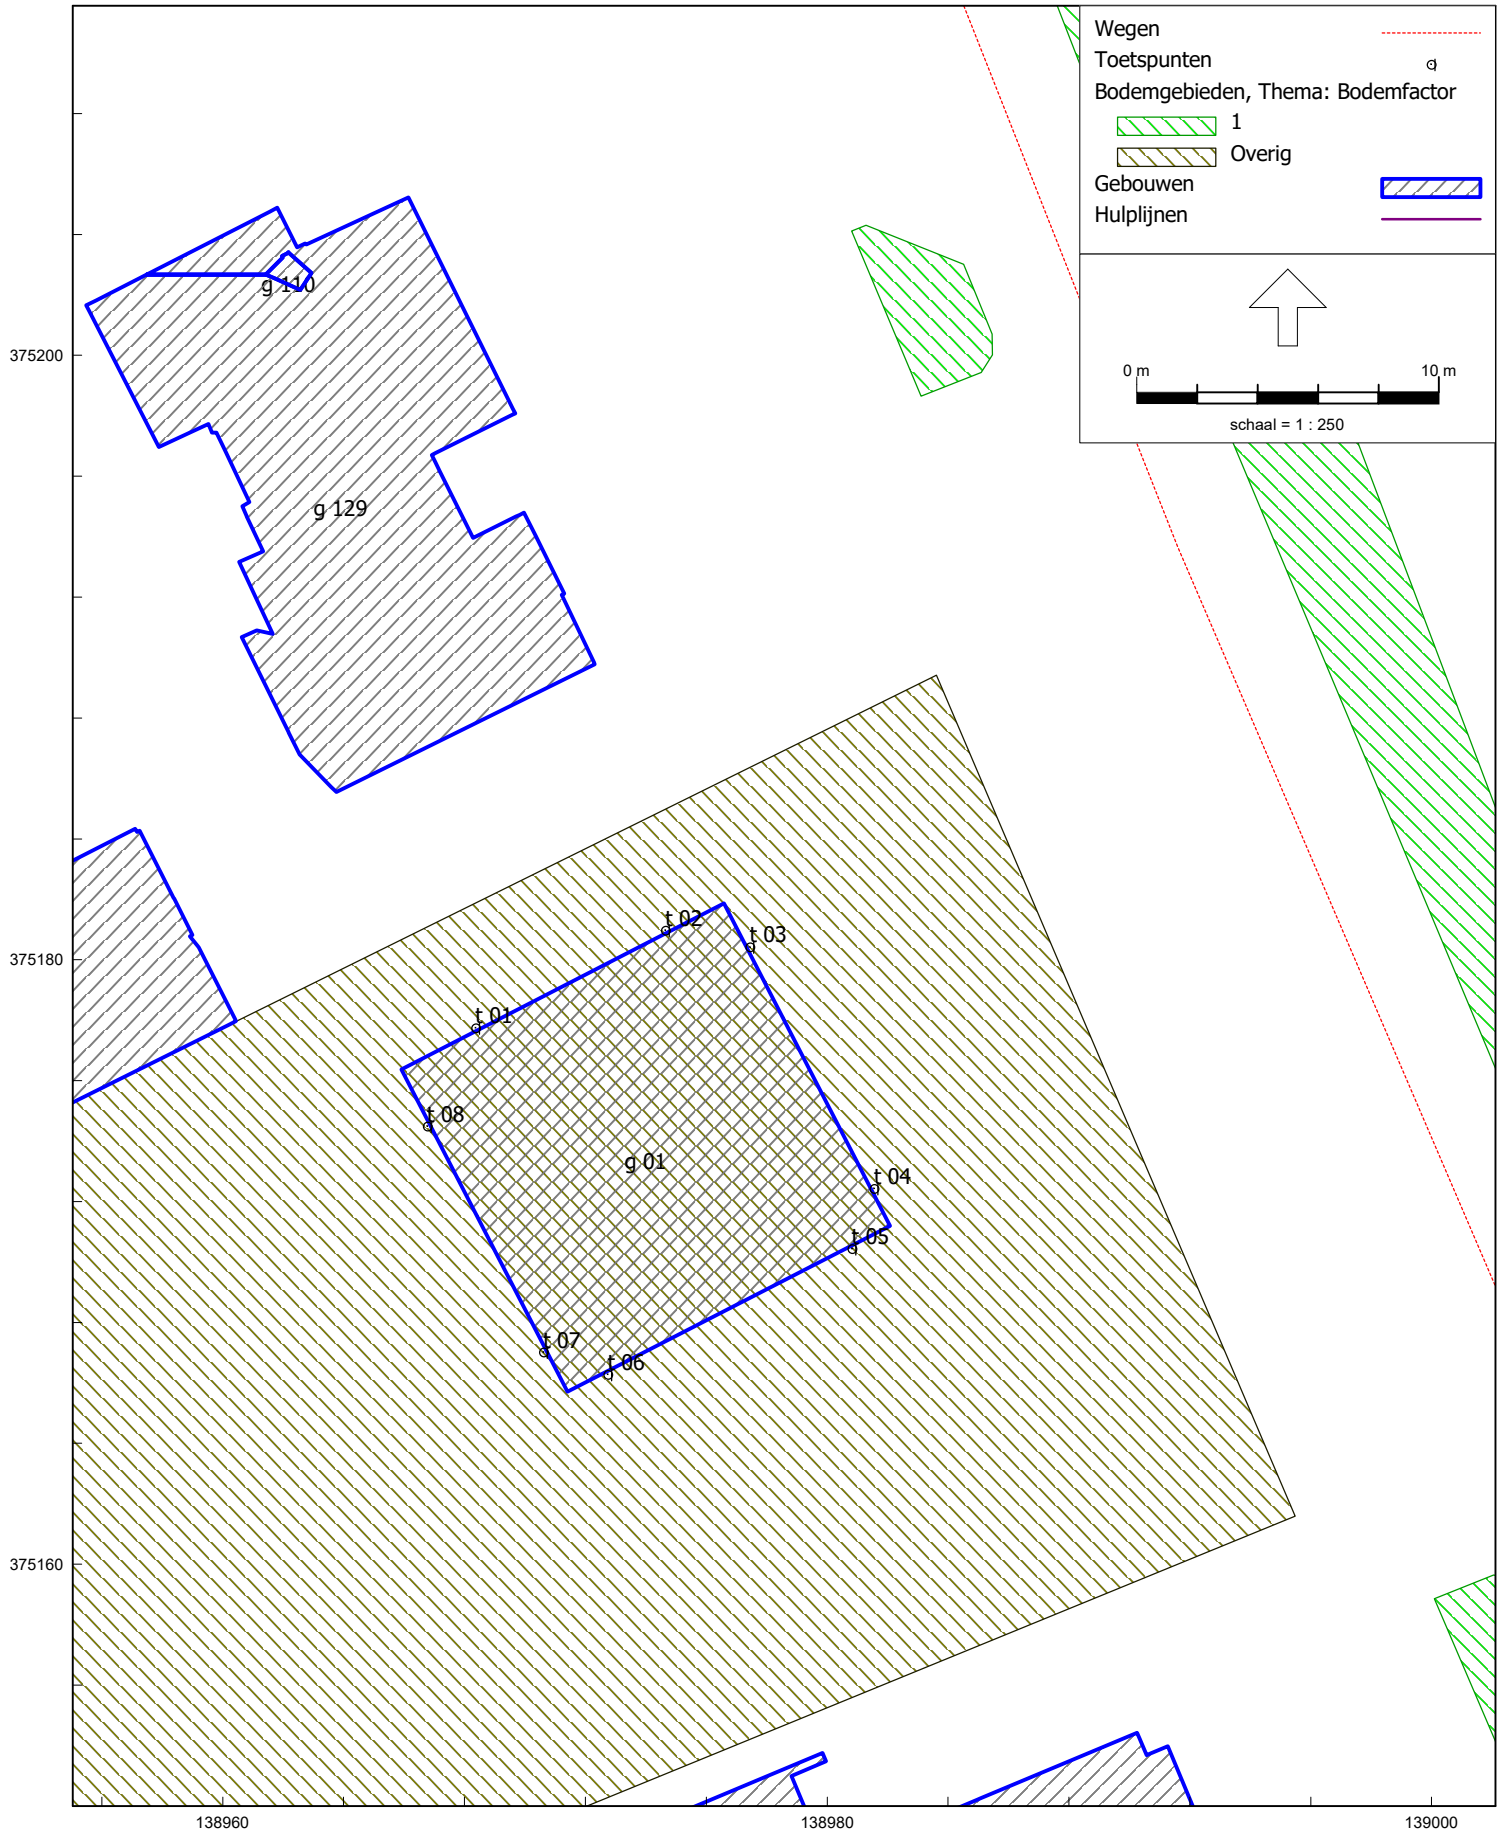 Wegen
Toetspunten
Bodemgebieden, Thema: Bodemfactor
1
Overig
Gebouwen
Hulplijnen
0 m 10 m
schaal = 1 : 250
g 110
375200
g 129
t 02
t 03
375180
t 01
t 08
g 01
t 04
t 05
t 07
t 06
375160
138960 138980 139000